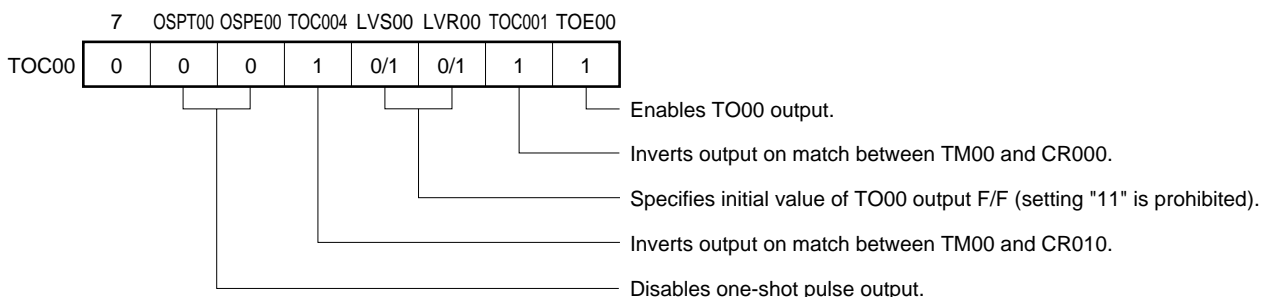 7 OSPT00 OSPE00 TOC004 LVS00 LVR00 TOC001 TOE00
TOC00 0 0 0 1 0/1 0/1 1 1
Enables TO00 output.
Inverts output on match between TM00 and CR000.
Specifies initial value of TO00 output F/F (setting "11" is prohibited).
Inverts output on match between TM00 and CR010.
Disables one-shot pulse output.